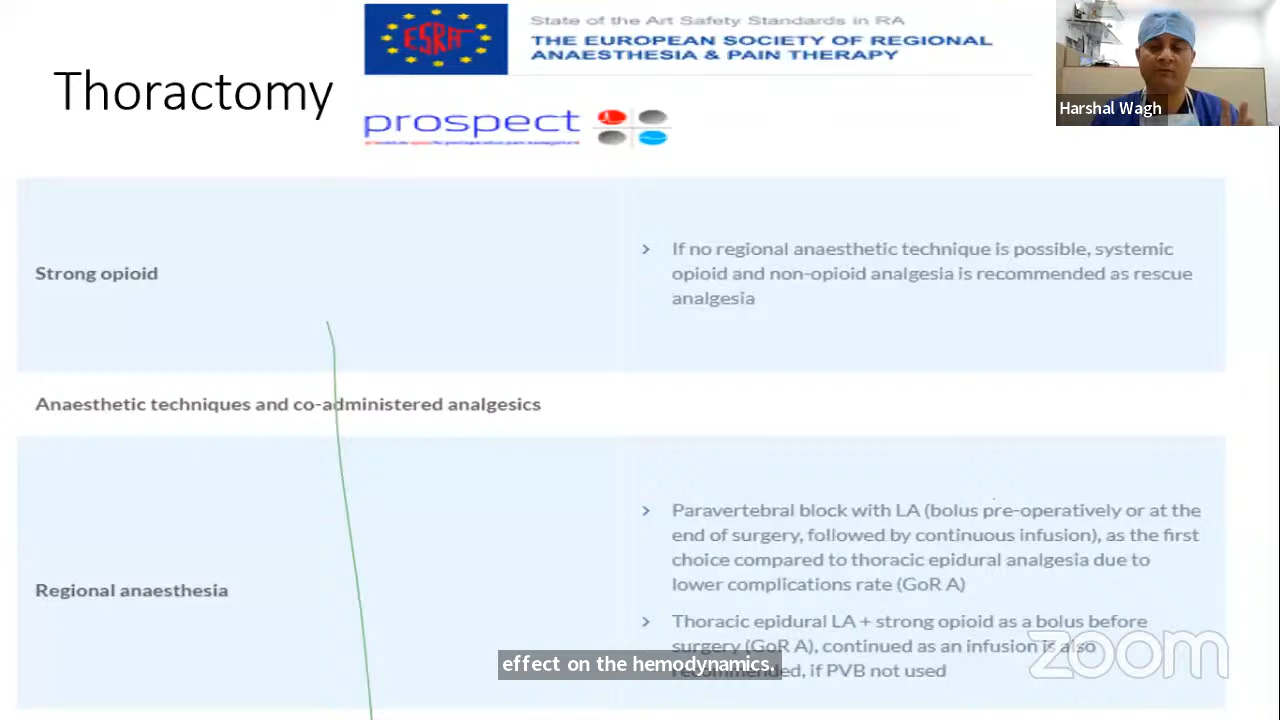 State of the Art Safety Standards in RA
ESRA
THE EUROPEAN SOCIETY OF REGIONAL
ANAESTHESIA & PAIN THERAPY
Thoractomy
prospect
Harshal Wagh
Strong opioid
If no regional anaesthetic technique is possible, systemic
opioid and non-opioid analgesia is recommended as rescue
analgesia
Anaesthetic techniques and co-administered analgesics
Regional anaesthesia
Paravertebral block with LA (bolus pre-operatively or at the
end of surgery, followed by continuous infusion), as the first
choice compared to thoracic epidural analgesia due to
lower complications rate (GoR A)
Thoracic epidural LA + strong opioid as a bolus before
surgery (GoR A), continued as an infusion is also
recommended, if PVB not used
effect on the hemodynamics.
zoom